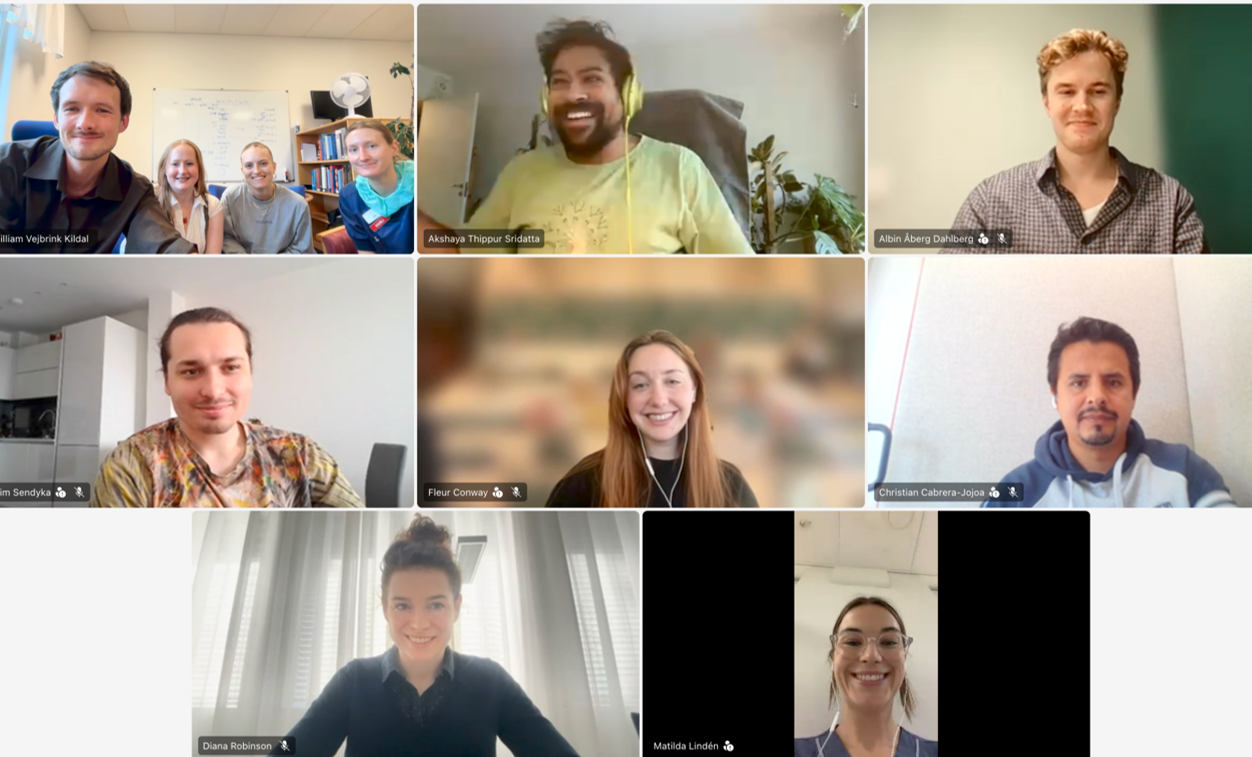 illiam Vejbrink Kildal
Akshaya Thippur Sridatta
Albin Åberg Dahlberg
im Sendyka
Fleur Conway
Christian Cabrera-Jojoa
Diana Robinson
Matilda Lindén